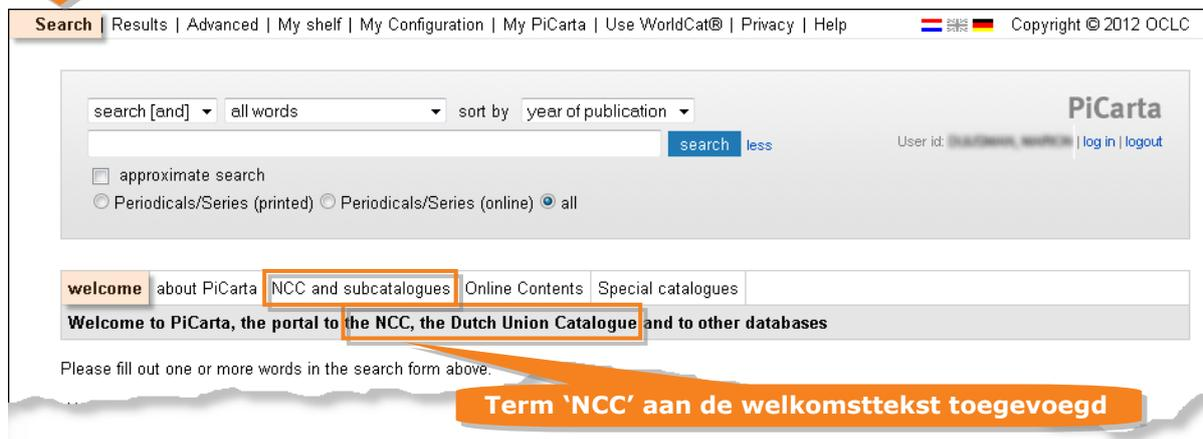 Search | Results | Advanced | My shelf | My Configuration | My PiCarta | Use WorldCat® | Privacy | Help Copyright © 2012 OCLC
search [and] all words sort by year of publication PiCarta
search less User id: | log in | logout
approximate search
Periodicals/Series (printed) Periodicals/Series (online) all
welcome about PiCarta NCC and subcatalogues Online Contents Special catalogues
Welcome to PiCarta, the portal to the NCC, the Dutch Union Catalogue and to other databases
Please fill out one or more words in the search form above.
Term ‘NCC’ aan de welkomsttekst toegevoegd